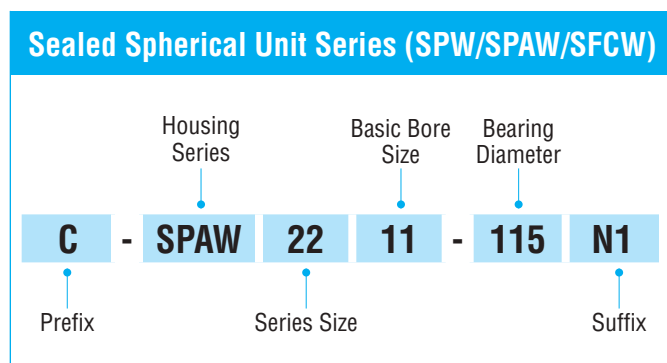 Sealed Spherical Unit Series (SPW/SPAW/SFCW)
Housing
Series
Basic Bore
Size
Bearing
Diameter
C - SPAW 22 11 - 115 N1
Prefix
Series Size
Suffix